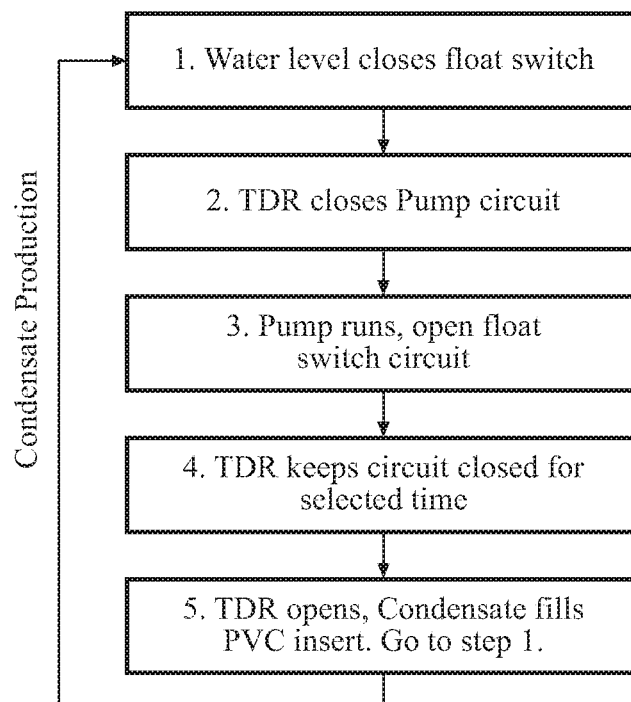 1. Water level closes float switch
2. TDR closes Pump circuit
3. Pump runs, open float
switch circuit
4. TDR keeps circuit closed for
selected time
5. TDR opens, Condensate fills
PVC insert. Go to step 1.
Condensate Production